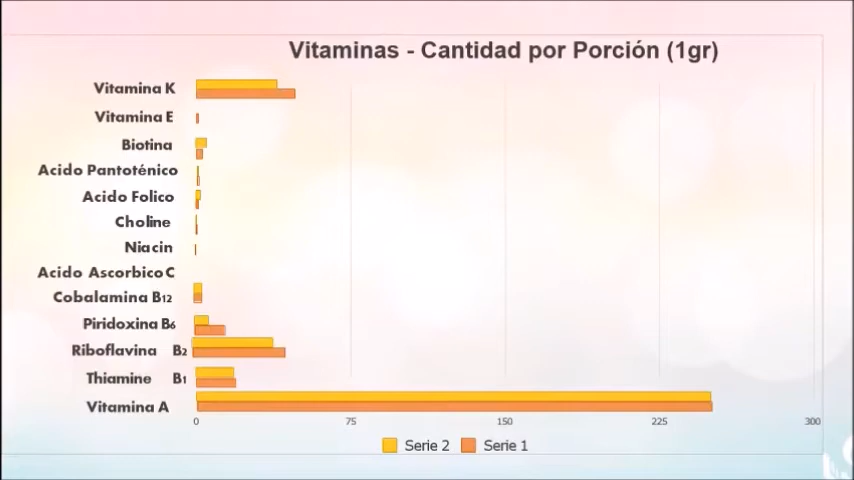 Vitaminas - Cantidad por Porción (1gr)
Vitamina K
Vitamina E
Biotina
Acido Pantoténico
Acido Folico
Choline
Niacin
Acido Ascorbico C
Cobalamina B12
Piridoxina B6
Riboflavina B2
Thiamine B1
Vitamina A
0 75 150 225 300
Serie 2 Serie 1